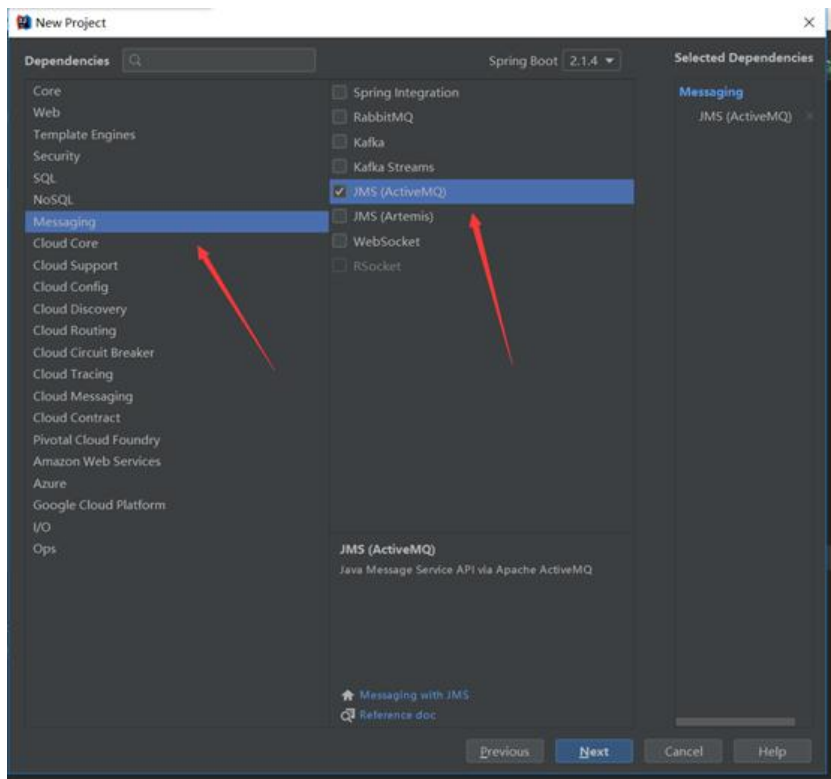 New Project
Dependencies
Spring Boot 2.1.4
Selected Dependencies
Core
Web
Template Engines
Security
SQL
NoSQL
Messaging
Cloud Core
Cloud Support
Cloud Config
Cloud Discovery
Cloud Routing
Cloud Circuit Breaker
Cloud Tracing
Cloud Messaging
Cloud Contract
Pivotal Cloud Foundry
Amazon Web Services
Azure
Google Cloud Platform
I/O
Ops
Spring Integration
RabbitMQ
Kafka
Kafka Streams
JMS (ActiveMQ)
JMS (Artemis)
WebSocket
RSocket
JMS (ActiveMQ)
Java Message Service API via Apache ActiveMQ
Messaging with JMS
Reference doc
Messaging
JMS (ActiveMQ)
Previous
Next
Cancel
Help